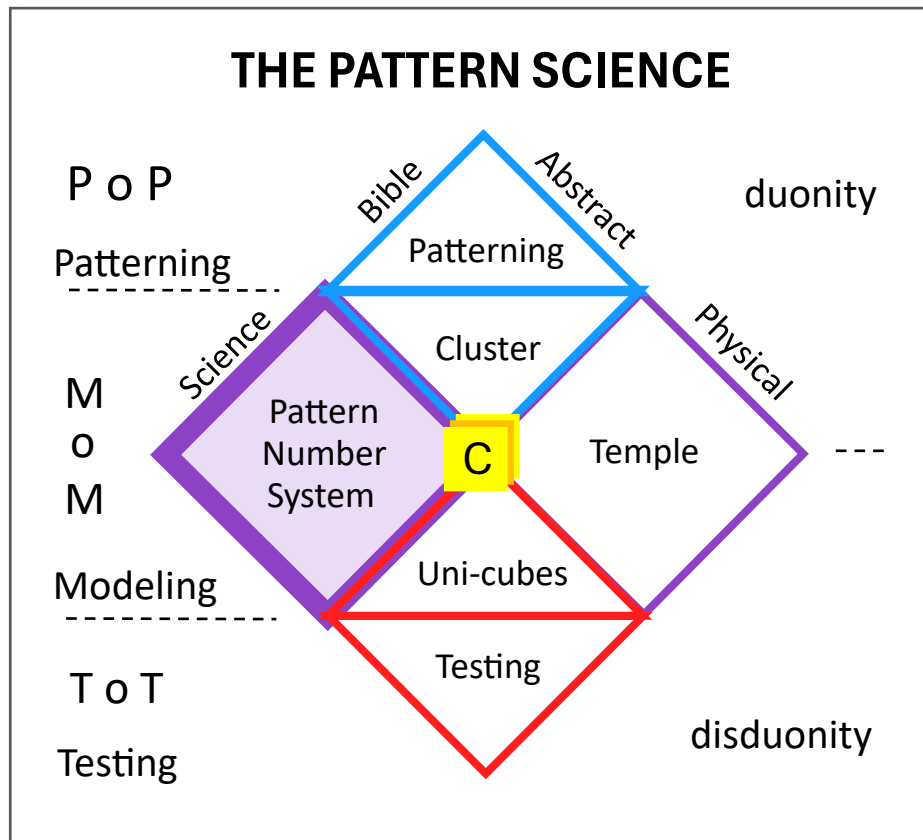 THE PATTERN SCIENCE
P o P
Bible
Abstract
duonity
Patterning
Patterning
Science
Cluster
Physical
M
o
M
Pattern
Number
System
C
Temple
---
Modeling
Uni-cubes
T o T
Testing
Testing
disduonity